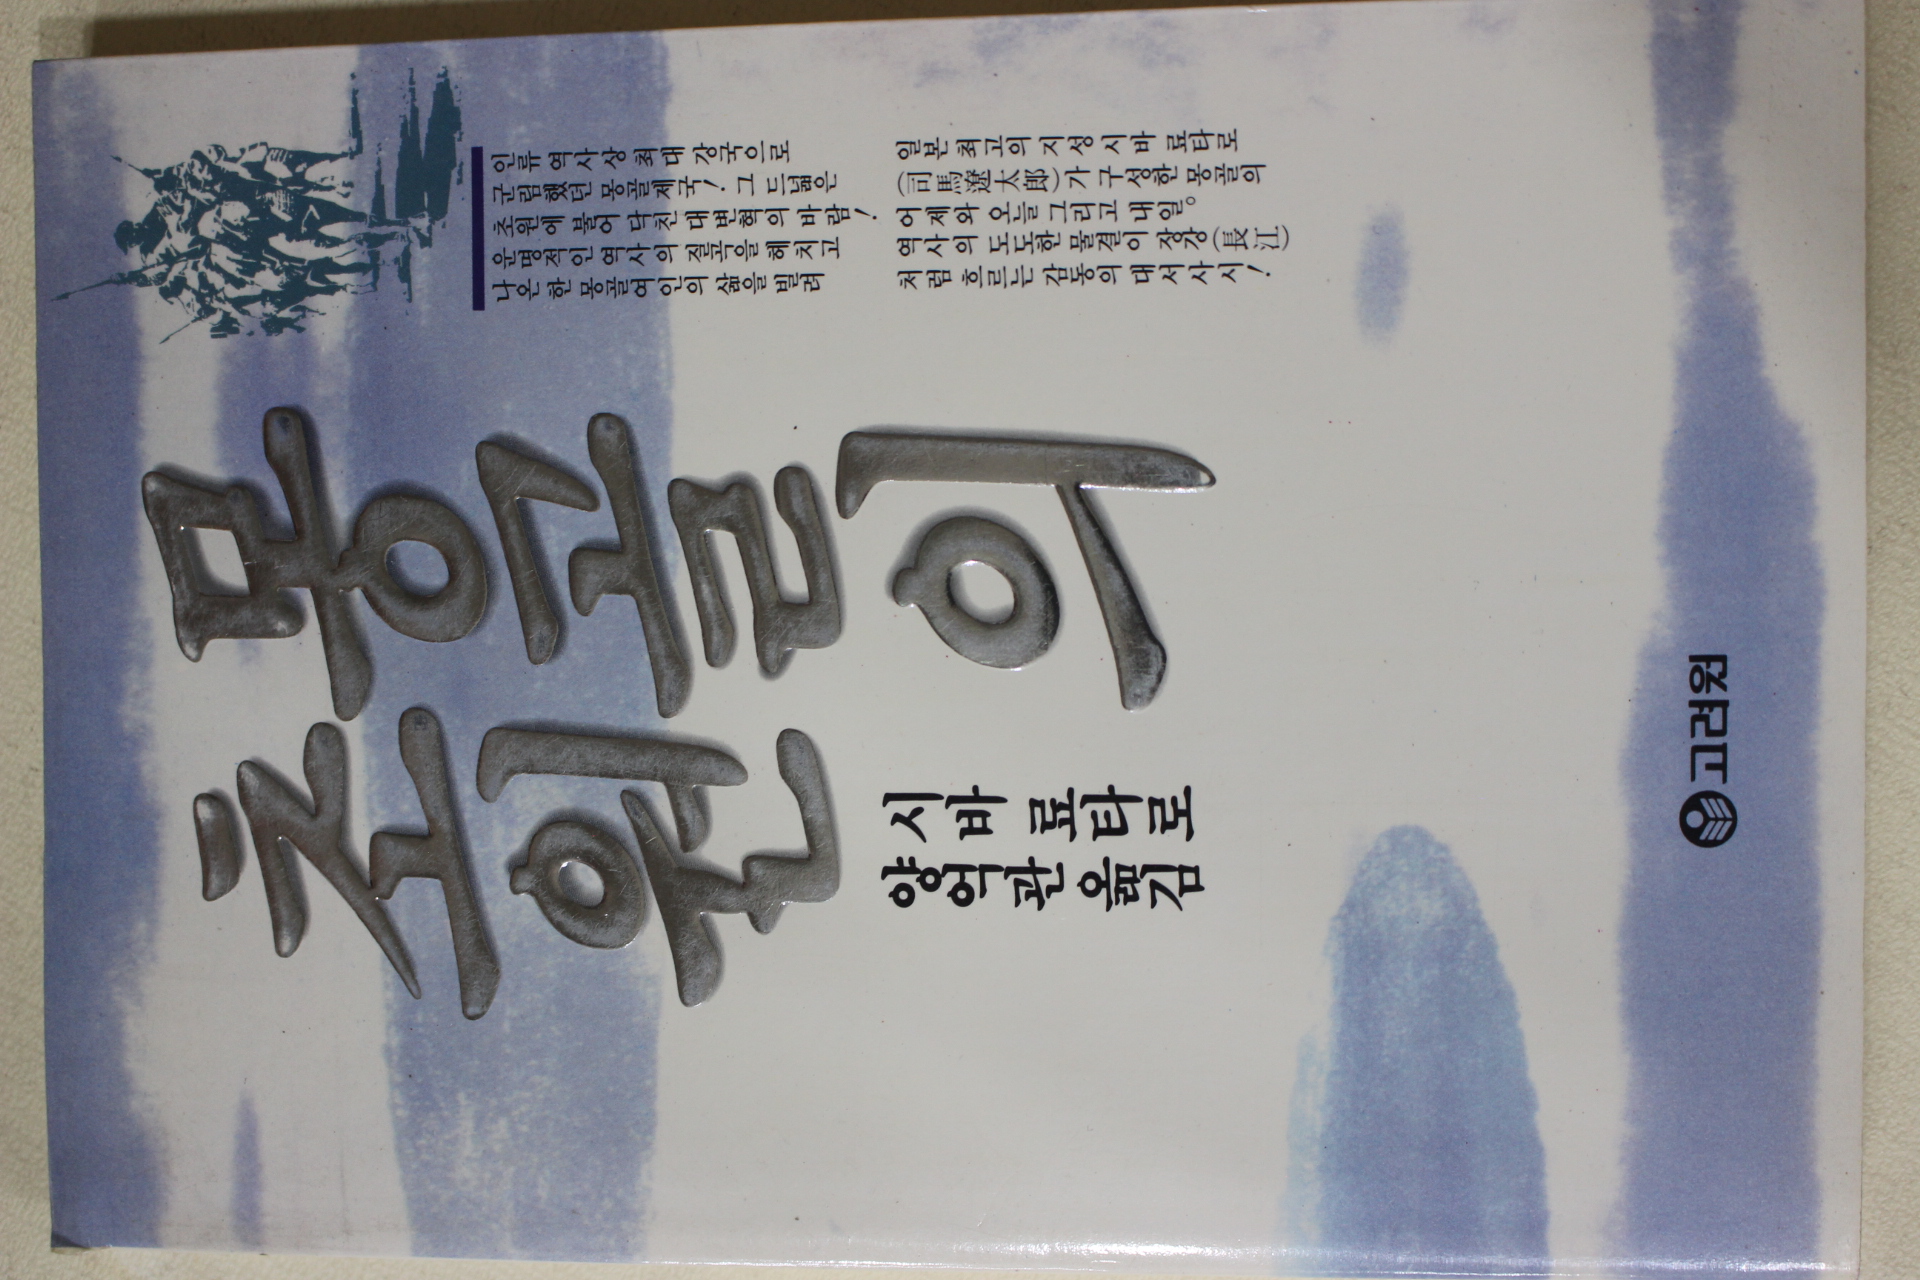 인류 역사상 최대 강국으로
군림했던 몽골제국! 그 드넓은
초원에 불어 닥친 대변혁의 바람!
운명적인 역사의 질곡을 헤치고
나온 한 몽골여인의 삶을 빌려
일본 최고의 지성 시바 료타로
(司馬遼太郎)가 구성한 몽골의
어제와 오늘 그리고 내일。
역사의 도도한 물결이 장강(長江)
처럼 흐르는 감동의 대서사시!
몽골의
초원
시바 료타로
양억관 옮김
고려원